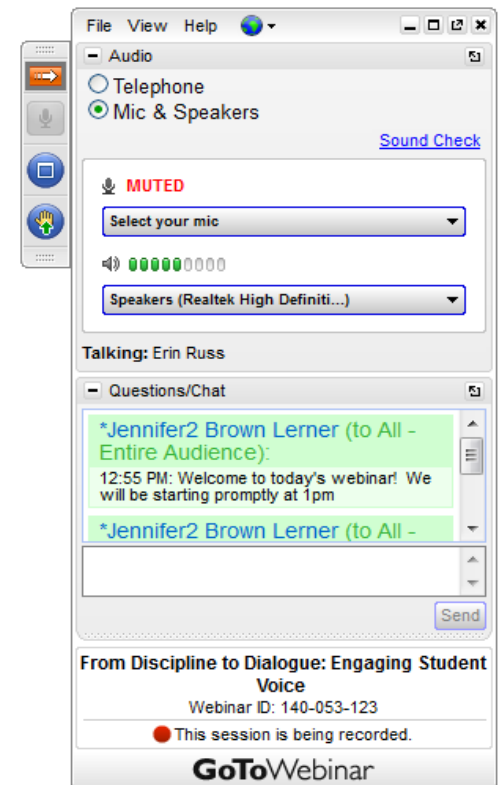 File View Help
Audio
Telephone
Mic & Speakers
Sound Check
MUTED
Select your mic
Speakers (Realtek High Definiti...)
Talking: Erin Russ
Questions/Chat
*Jennifer2 Brown Lerner (to All -
Entire Audience):
12:55 PM: Welcome to today's webinar! We
will be starting promptly at 1pm
*Jennifer2 Brown Lerner (to All -
Send
From Discipline to Dialogue: Engaging Student
Voice
Webinar ID: 140-053-123
This session is being recorded.
GoToWebinar